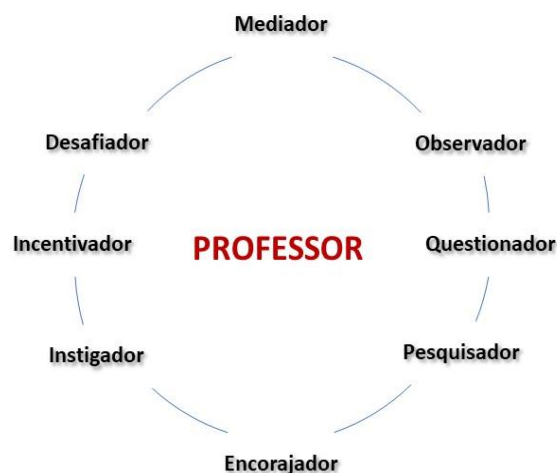 Mediador
Desafiador
Observador
Incentivador
PROFESSOR
Questionador
Instigador
Pesquisador
Encorajador